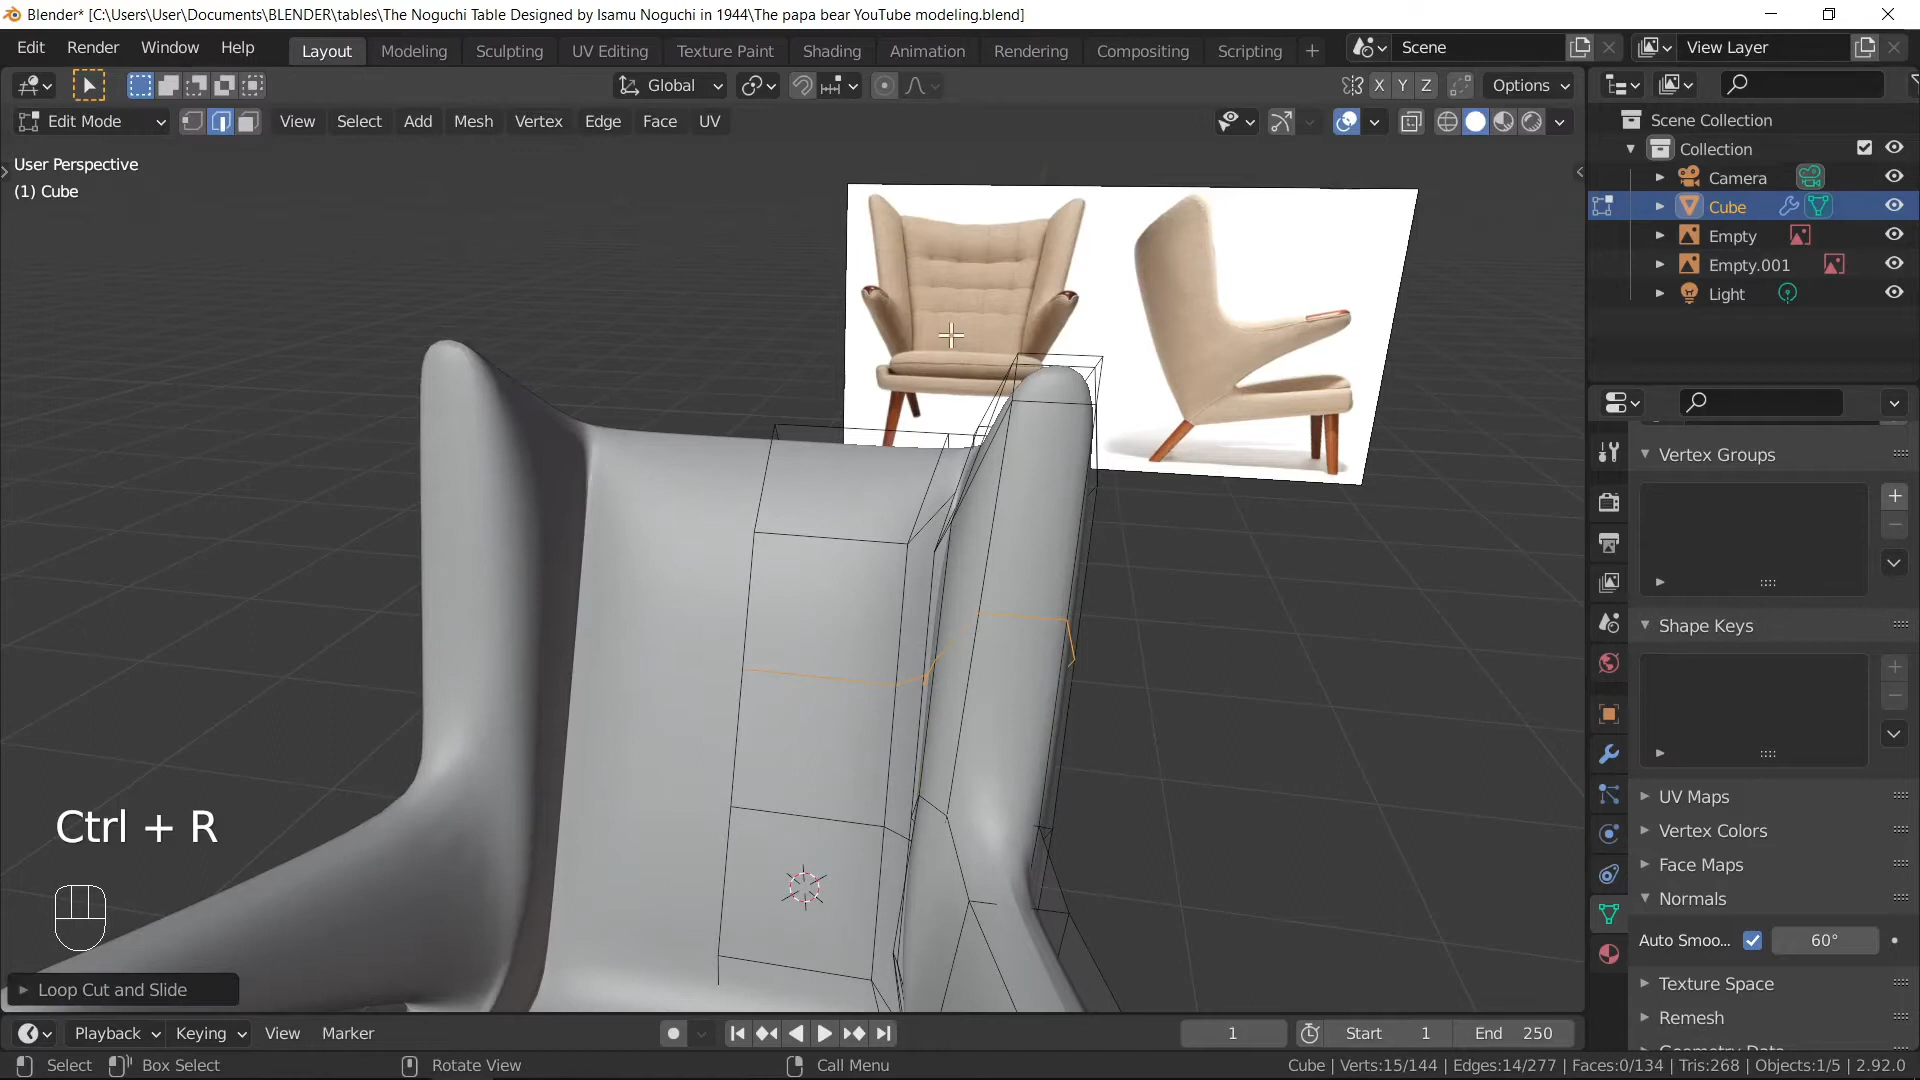 Blender* [C:\Users\User\Documents\BLENDER\tables\The Noguchi Table Designed by Isamu Noguchi in 1944\The papa bear YouTube modeling.blend]
Edit Render Window Help Layout Modeling Sculpting UV Editing Texture Paint Shading Animation Rendering Compositing Scripting + Scene View Layer
Global X Y Z Options
Edit Mode View Select Add Mesh Vertex Edge Face UV
User Perspective
(1) Cube
Scene Collection
Collection
Camera
Cube
Empty
Empty.001
Light
Vertex Groups
Shape Keys
UV Maps
Vertex Colors
Face Maps
Normals
Auto Smoo... 60°
Texture Space
Remesh
Ctrl + R
Loop Cut and Slide
Playback Keying View Marker 1 Start 1 End 250
Select Box Select Rotate View Call Menu Cube | Verts:15/144 | Edges:14/277 | Faces:0/134 | Tris:268 | Objects:1/5 | 2.92.0